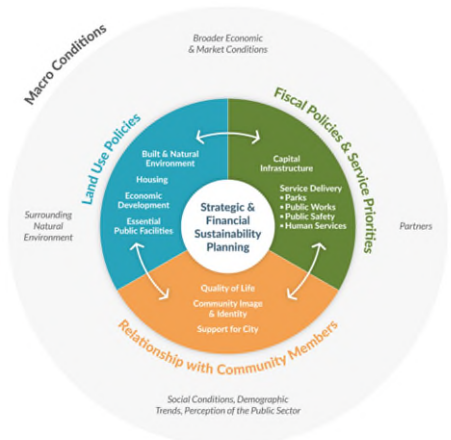 Macro Conditions
Broader Economic
& Market Conditions
Land Use Policies
Built & Natural
Environment
Housing
Economic
Development
Essential
Public Facilities
Fiscal Policies & Service Priorities
Capital
Infrastructure
Service Delivery
▪ Parks
▪ Public Works
▪ Public Safety
▪ Human Services
Strategic &
Financial
Sustainability
Planning
Surrounding
Natural
Environment
Partners
Quality of Life
Community Image
& Identity
Support for City
Relationship with Community Members
Social Conditions, Demographic
Trends, Perception of the Public Sector